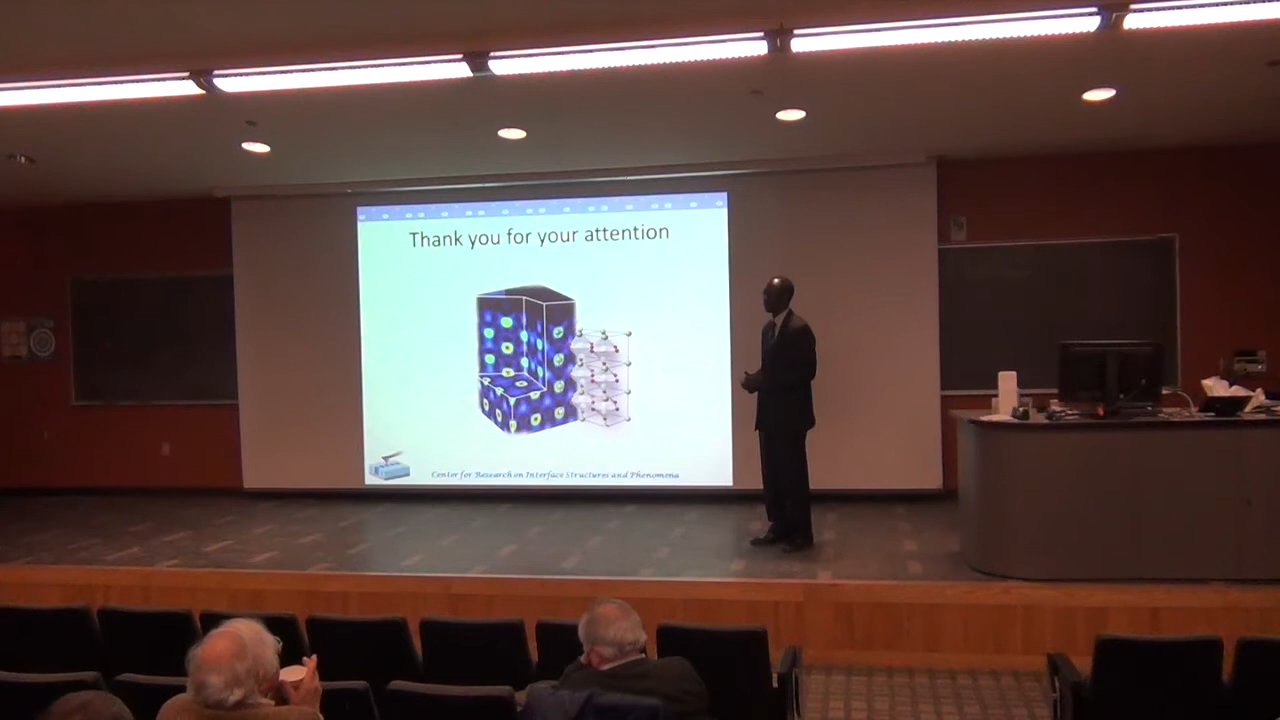 Thank you for your attention
Center for Research on Interface Structures and Phenomena